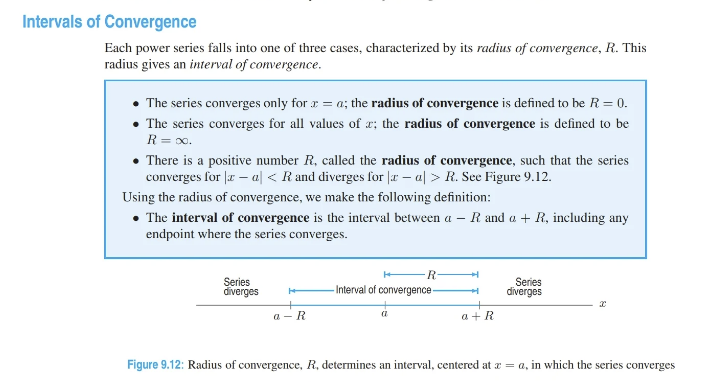 Intervals of Convergence
Each power series falls into one of three cases, characterized by its radius of convergence, R. This
radius gives an interval of convergence.
• The series converges only for x = a; the radius of convergence is defined to be R = 0.
• The series converges for all values of x; the radius of convergence is defined to be
R = ∞.
• There is a positive number R, called the radius of convergence, such that the series
converges for |x − a| < R and diverges for |x − a| > R. See Figure 9.12.
Using the radius of convergence, we make the following definition:
• The interval of convergence is the interval between a − R and a + R, including any
endpoint where the series converges.
R
Series
diverges
Interval of convergence
Series
diverges
x
a − R
a
a + R
Figure 9.12: Radius of convergence, R, determines an interval, centered at x = a, in which the series converges